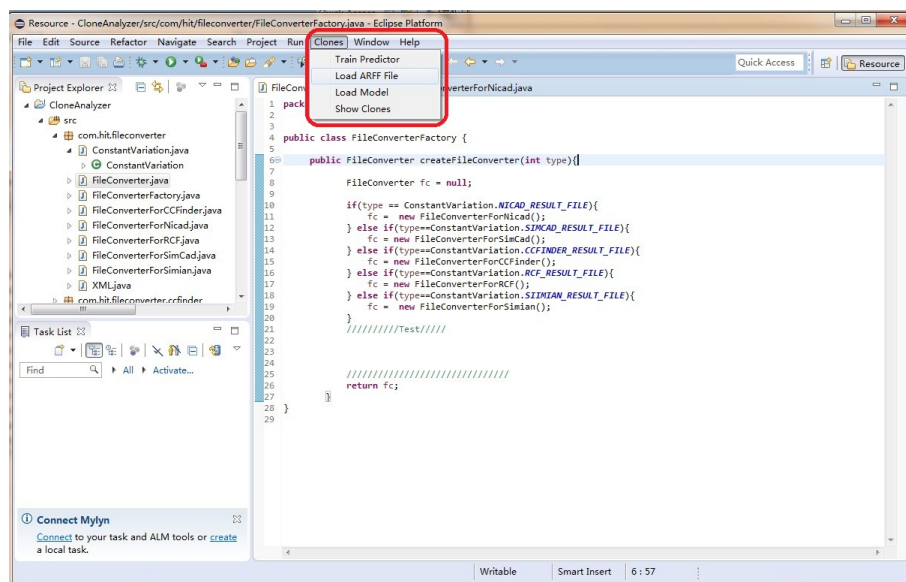 Resource - CloneAnalyzer/src/com/hit/fileconverter/FileConverterFactory.java - Eclipse Platform
File Edit Source Refactor Navigate Search Project Run Clones Window Help
Train Predictor
Load ARFF File
Load Model
Show Clones
Quick Access
Resource
Project Explorer
CloneAnalyzer
src
com.hit.fileconverter
ConstantVariation.java
ConstantVariation
FileConverter.java
FileConverterFactory.java
FileConverterForCCFinder.java
FileConverterForNicad.java
FileConverterForRCF.java
FileConverterForSimCad.java
FileConverterForSimian.java
XML.java
com.hit.fileconverter.ccfinder
Task List
Find All Activate...
Connect Mylyn
Connect to your task and ALM tools or create
a local task.
FileCon verterForNicad.java
1 pack
2
3
4 public class FileConverterFactory {
5
6 public FileConverter createFileConverter(int type){
7
8 FileConverter fc = null;
9
10 if(type == ConstantVariation.NICAD_RESULT_FILE){
11 fc = new FileConverterForNicad();
12 } else if(type==ConstantVariation.SIMCAD_RESULT_FILE){
13 fc = new FileConverterForSimCad();
14 } else if(type==ConstantVariation.CCFINDER_RESULT_FILE){
15 fc = new FileConverterForCCFinder();
16 } else if(type==ConstantVariation.RCF_RESULT_FILE){
17 fc = new FileConverterForRCF();
18 } else if(type==ConstantVariation.SIIMIAN_RESULT_FILE){
19 fc = new FileConverterForSimian();
20 }
21 //////////Test/////
22
23
24
25 ////////////////////////////////
26 return fc;
27 }
28 }
29
Writable Smart Insert 6 : 57